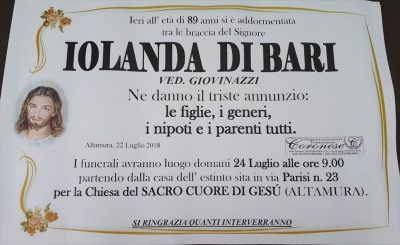 Ieri all' età di 89 anni si è addormentata
tra le braccia del Signore
IOLANDA DI BARI
VED. GIOVINAZZI
Ne danno il triste annunzio:
le figlie, i generi,
i nipoti e i parenti tutti.
Altamura, 22 Luglio 2018
Coronese
I funerali avranno luogo domani 24 Luglio alle ore 9.00
partendo dalla casa dell' estinto sita in via Parisi n. 23
per la Chiesa del SACRO CUORE DI GESÚ (ALTAMURA).
SI RINGRAZIA QUANTI INTERVERRANNO